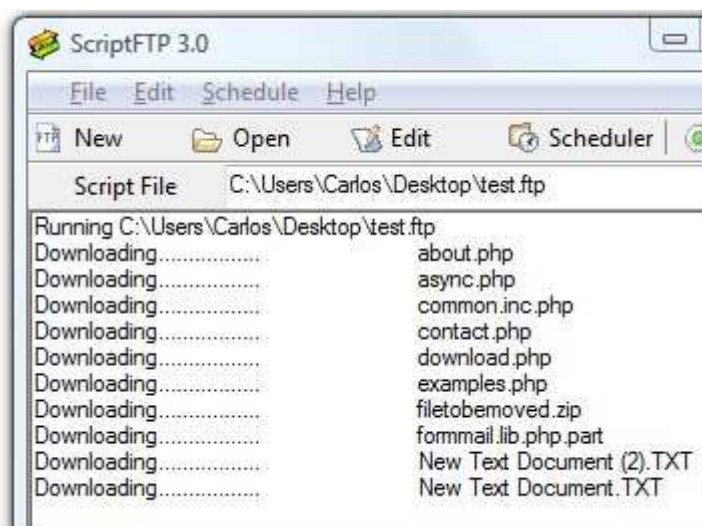 ScriptFTP 3.0
File Edit Schedule Help
FTP New Open Edit Scheduler
Script File C:\Users\Carlos\Desktop\test.ftp
Running C:\Users\Carlos\Desktop\test.ftp
Downloading................. about.php
Downloading................. async.php
Downloading................. common.inc.php
Downloading................. contact.php
Downloading................. download.php
Downloading................. examples.php
Downloading................. filetobemoved.zip
Downloading................. formmail.lib.php.part
Downloading................. New Text Document (2).TXT
Downloading................. New Text Document.TXT